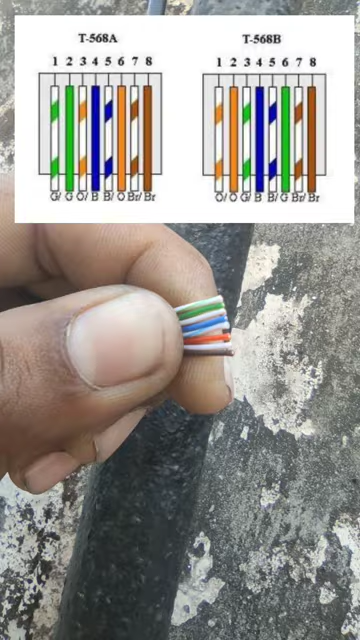 T-568A
1 2 3 4 5 6 7 8
G/ G O/ B B/ O Br/ Br
T-568B
1 2 3 4 5 6 7 8
O/ O G/ B B/ G Br/ Br